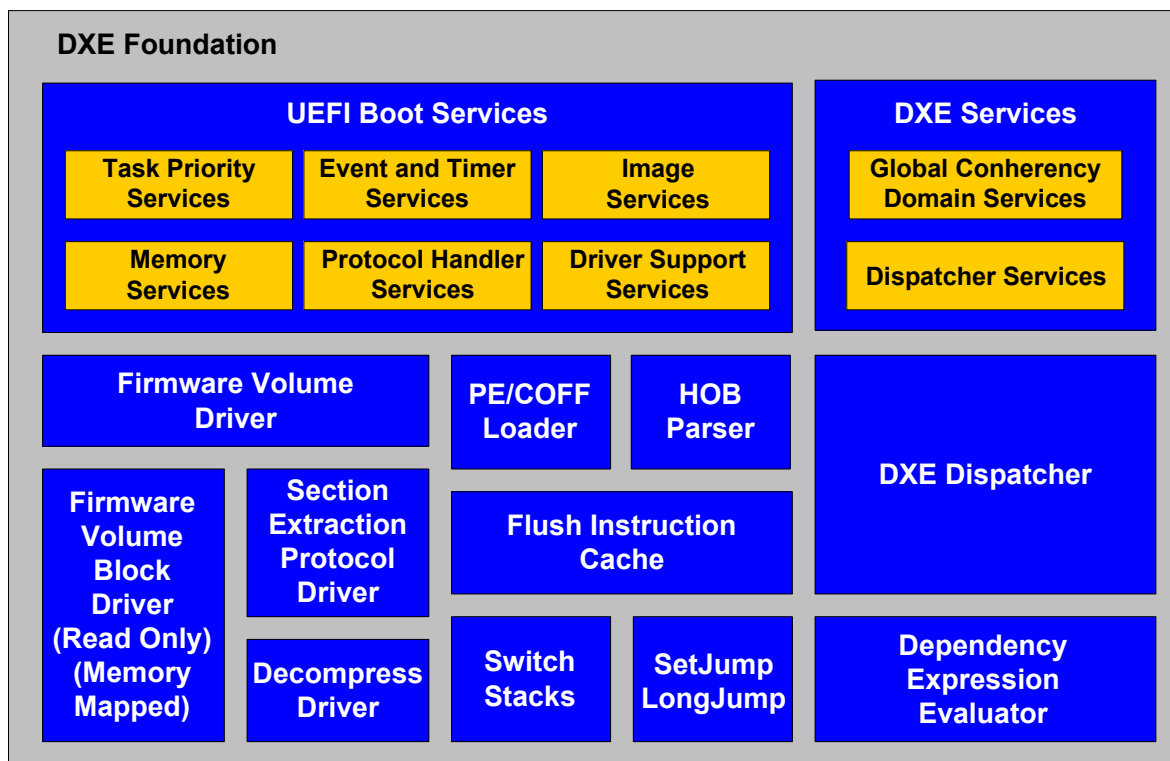 DXE Foundation
UEFI Boot Services
Task Priority
Services
Event and Timer
Services
Image
Services
Memory
Services
Protocol Handler
Services
Driver Support
Services
DXE Services
Global Conherency
Domain Services
Dispatcher Services
Firmware Volume
Driver
PE/COFF
Loader
HOB
Parser
DXE Dispatcher
Firmware
Volume
Block
Driver
(Read Only)
(Memory
Mapped)
Section
Extraction
Protocol
Driver
Flush Instruction
Cache
Decompress
Driver
Switch
Stacks
SetJump
LongJump
Dependency
Expression
Evaluator